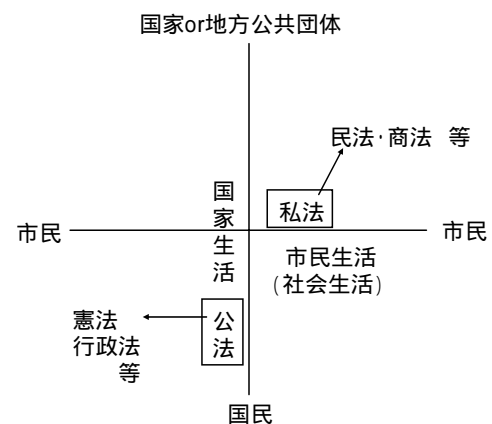 国家or地方公共団体
民法・商法 等
国家生活
私法
市民
市民
市民生活
(社会生活)
公法
憲法
行政法
等
国民